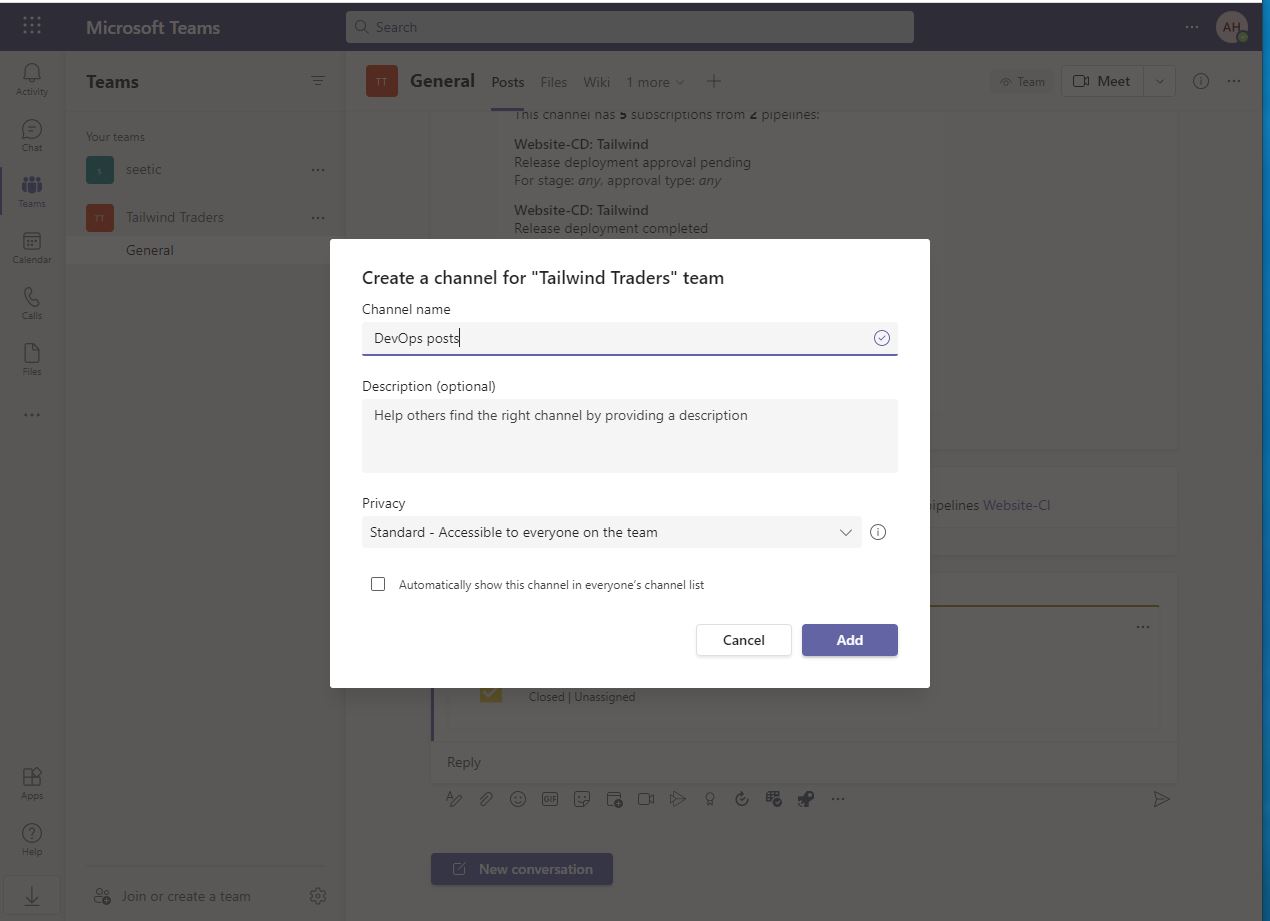 Microsoft Teams
Search
AH
Activity
Chat
Teams
Calendar
Calls
Files
Apps
Help
Teams
Your teams
s
seetic
TT
Tailwind Traders
General
Join or create a team
TT
General
Posts
Files
Wiki
1 more
Team
Meet
This channel has 5 subscriptions from 2 pipelines:
Website-CD: Tailwind
Release deployment approval pending
For stage: any, approval type: any
Website-CD: Tailwind
Release deployment completed
Create a channel for "Tailwind Traders" team
Channel name
DevOps posts
Description (optional)
Help others find the right channel by providing a description
Privacy
Standard - Accessible to everyone on the team
Automatically show this channel in everyone's channel list
Cancel
Add
pipelines Website-CI
Closed | Unassigned
Reply
GIF
New conversation